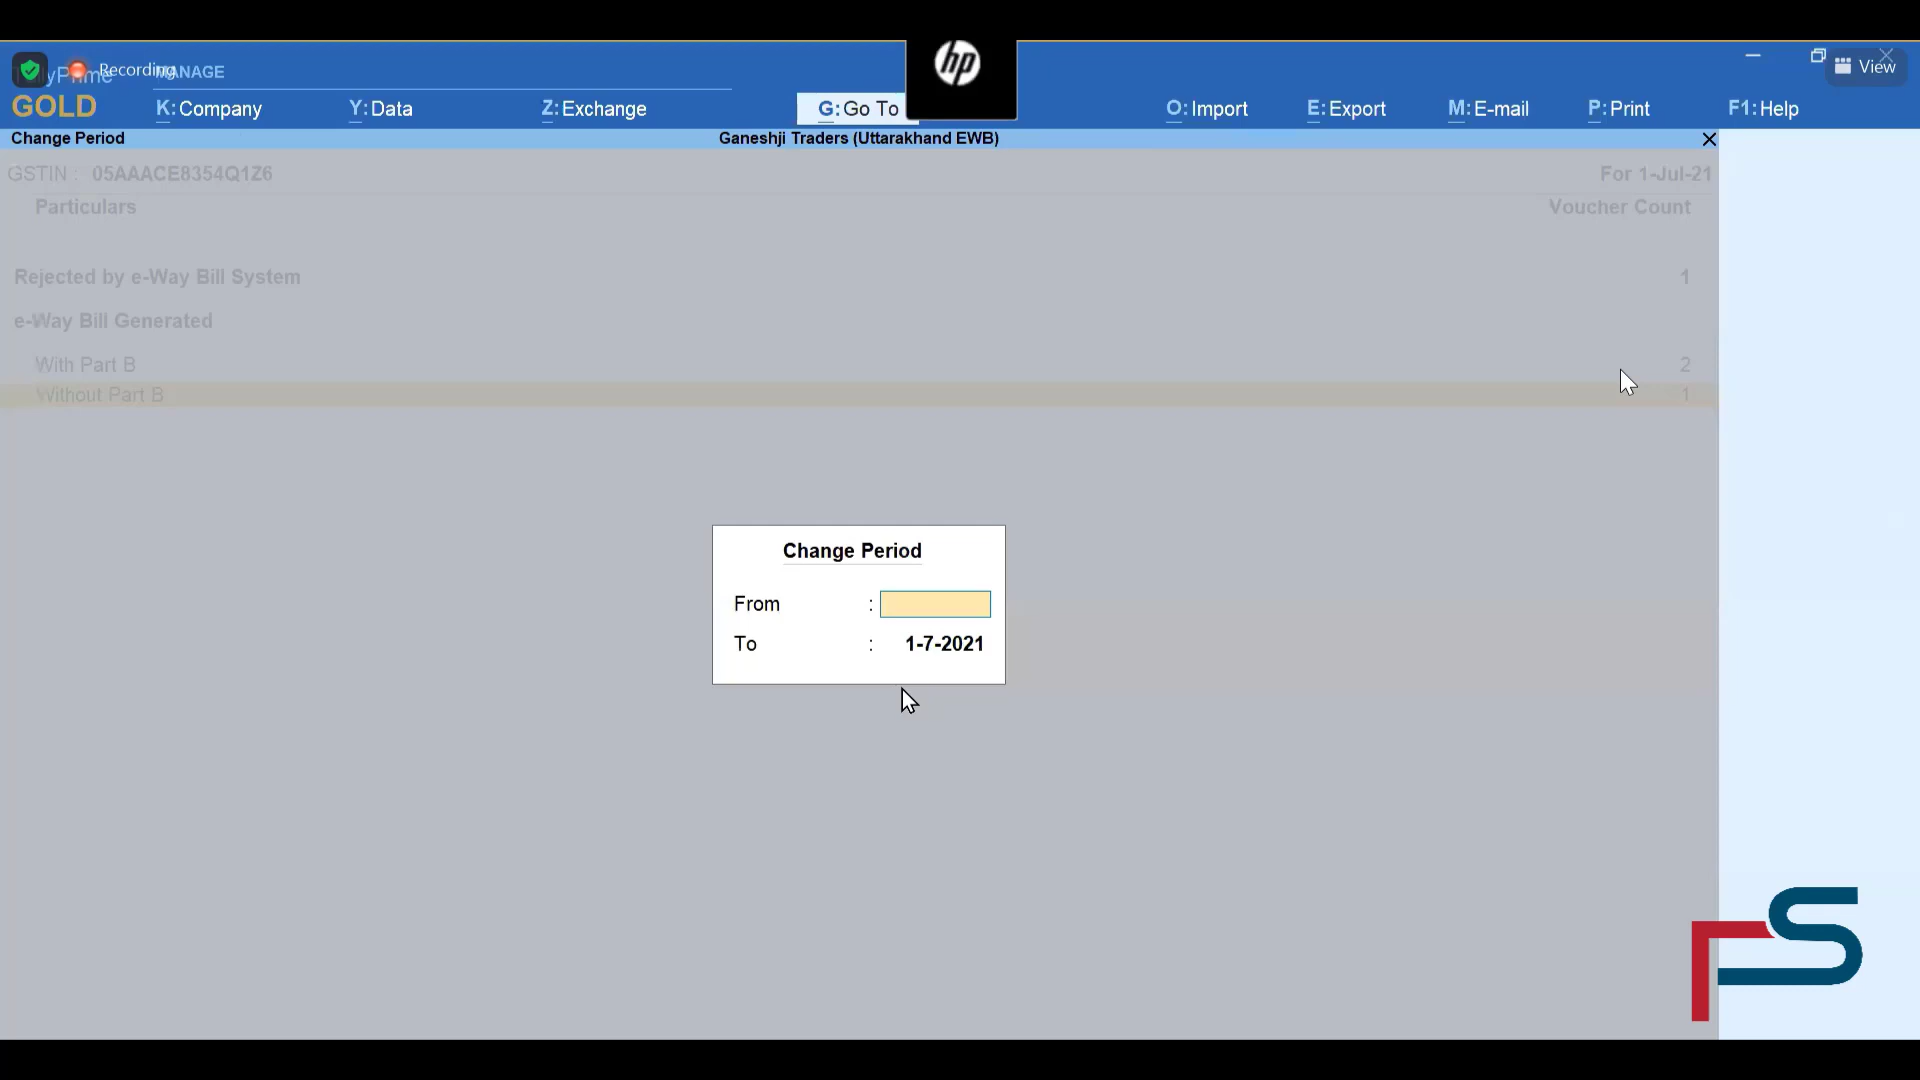 Recording
MANAGE
hp
View
GOLD
K: Company
Y: Data
Z: Exchange
G: Go To
O: Import
E: Export
M: E-mail
P: Print
F1: Help
Change Period
Ganeshji Traders (Uttarakhand EWB)
GSTIN : 05AAACE8354Q1Z6
For 1-Jul-21
Particulars
Voucher Count
Rejected by e-Way Bill System 1
e-Way Bill Generated
With Part B 2
Without Part B 1
Change Period
From :
To : 1-7-2021